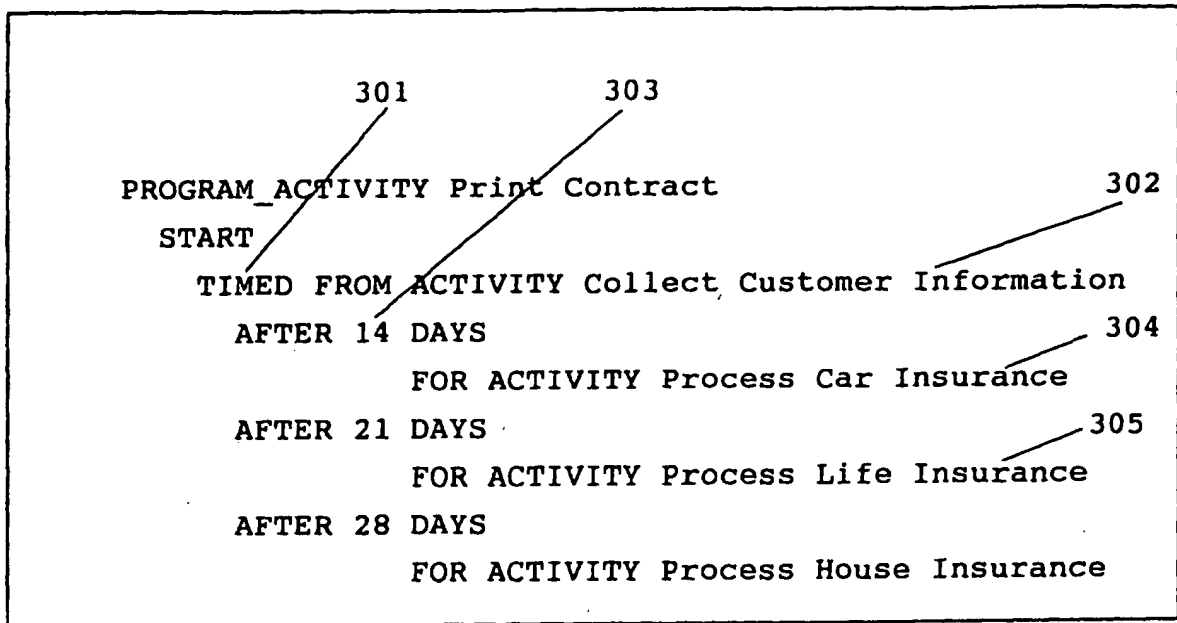 301 303
PROGRAM_ACTIVITY Print Contract 302
START
TIMED FROM ACTIVITY Collect Customer Information
AFTER 14 DAYS 304
FOR ACTIVITY Process Car Insurance
AFTER 21 DAYS 305
FOR ACTIVITY Process Life Insurance
AFTER 28 DAYS
FOR ACTIVITY Process House Insurance